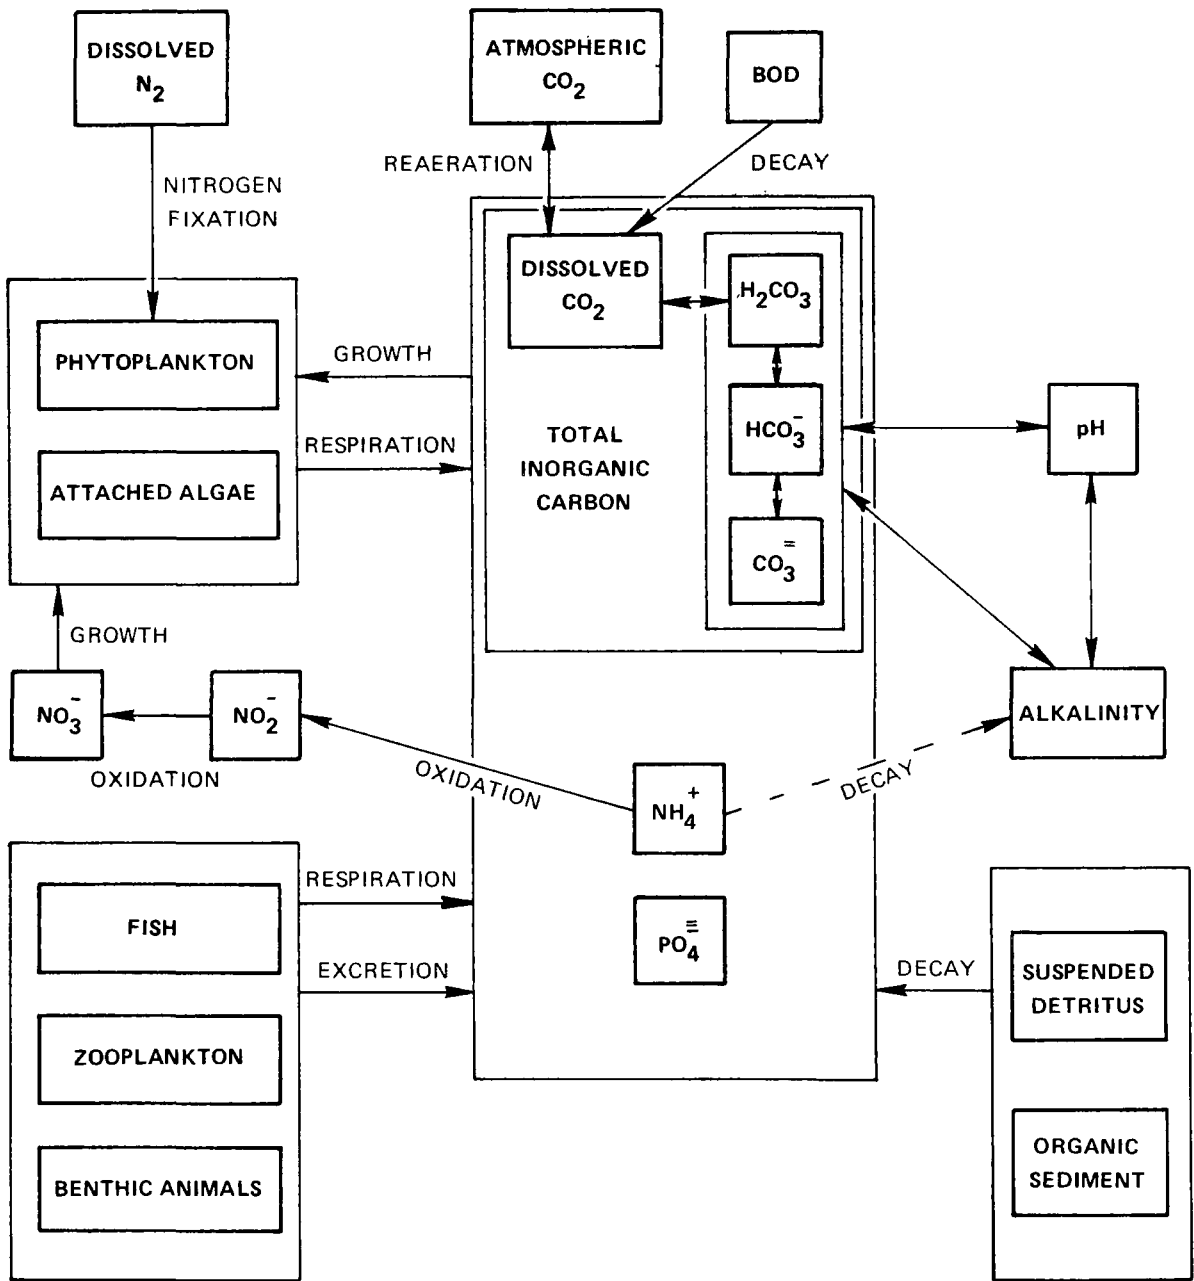 DISSOLVED
N2
ATMOSPHERIC
CO2
BOD
REAERATION
DECAY
NITROGEN
FIXATION
DISSOLVED
CO2
H2CO3
PHYTOPLANKTON
GROWTH
HCO3-
pH
RESPIRATION
TOTAL
INORGANIC
CARBON
ATTACHED ALGAE
CO3=
GROWTH
NO3-
NO2-
ALKALINITY
OXIDATION
OXIDATION
DECAY
NH4+
RESPIRATION
FISH
PO4≡
EXCRETION
DECAY
SUSPENDED
DETRITUS
ZOOPLANKTON
ORGANIC
SEDIMENT
BENTHIC ANIMALS